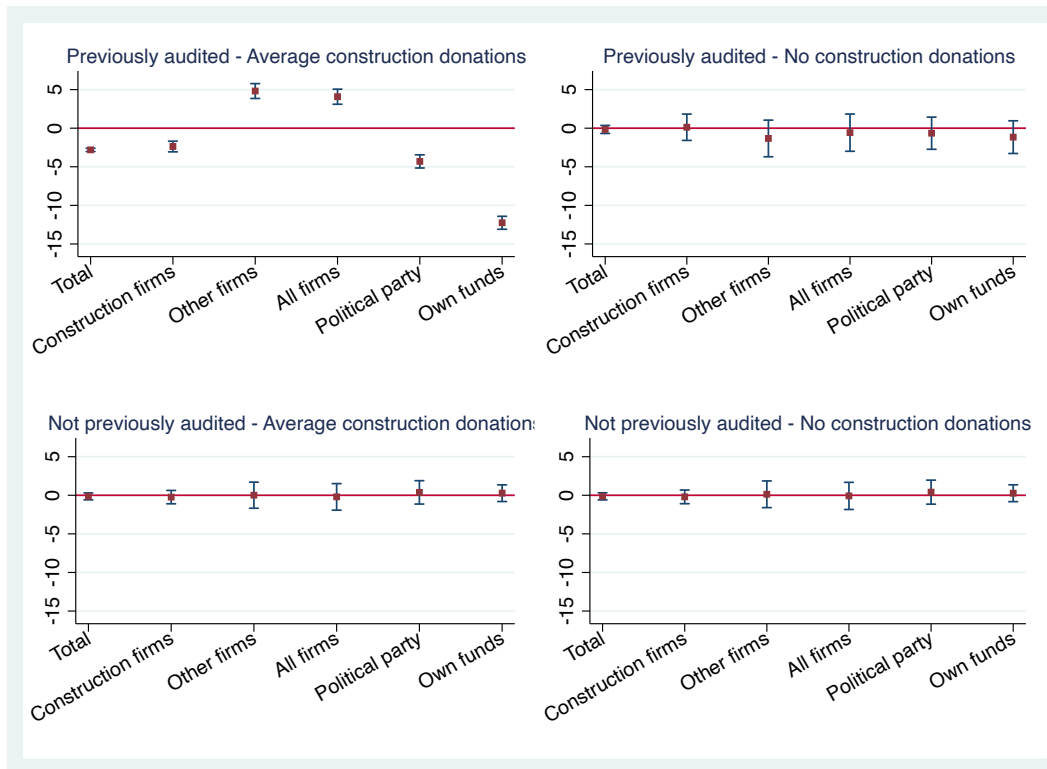 Previously audited - Average construction donations
5
0
-5
-10
-15
Total
Construction firms
Other firms
All firms
Political party
Own funds
Previously audited - No construction donations
5
0
-5
-10
-15
Total
Construction firms
Other firms
All firms
Political party
Own funds
Not previously audited - Average construction donations
5
0
-5
-10
-15
Total
Construction firms
Other firms
All firms
Political party
Own funds
Not previously audited - No construction donations
5
0
-5
-10
-15
Total
Construction firms
Other firms
All firms
Political party
Own funds